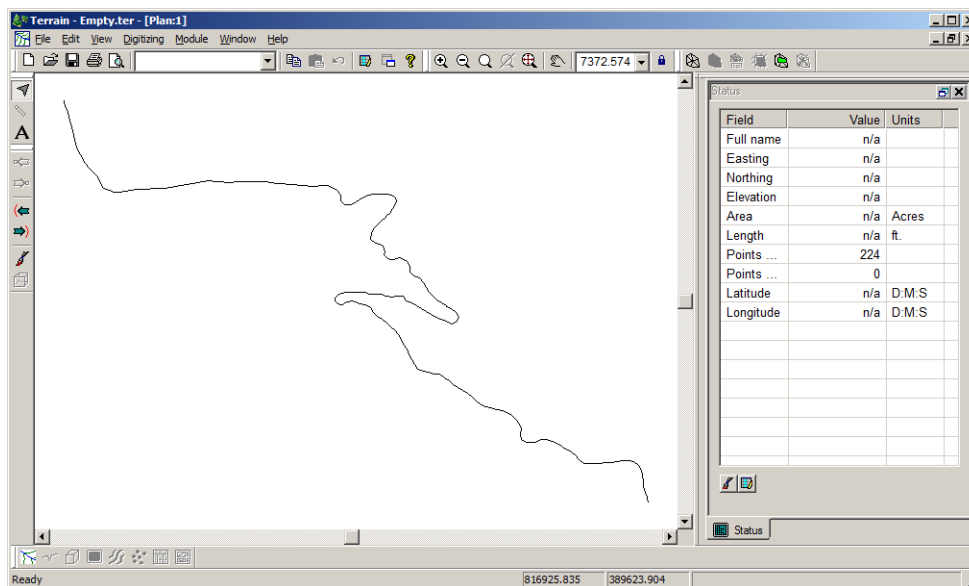 Terrain - Empty.ter - [Plan:1]
File Edit View Digitizing Module Window Help
7372.574
A
Status
Field Value Units
Full name n/a
Easting n/a
Northing n/a
Elevation n/a
Area n/a Acres
Length n/a ft.
Points ... 224
Points ... 0
Latitude n/a D:M:S
Longitude n/a D:M:S
Status
Ready 816925.835 389623.904